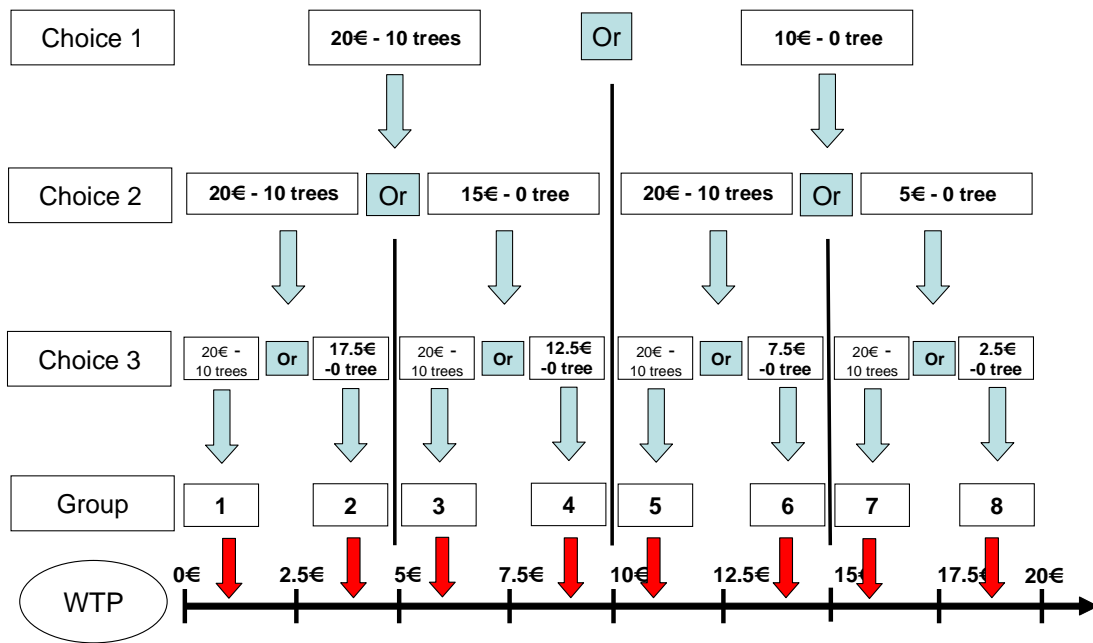 Choice 1
20€ - 10 trees
Or
10€ - 0 tree
Choice 2
20€ - 10 trees
Or
15€ - 0 tree
20€ - 10 trees
Or
5€ - 0 tree
Choice 3
20€ -
10 trees
Or
17.5€
-0 tree
20€ -
10 trees
Or
12.5€
-0 tree
20€ -
10 trees
Or
7.5€
-0 tree
20€ -
10 trees
Or
2.5€
-0 tree
Group
1
2
3
4
5
6
7
8
0€
2.5€
5€
7.5€
10€
12.5€
15€
17.5€
20€
WTP